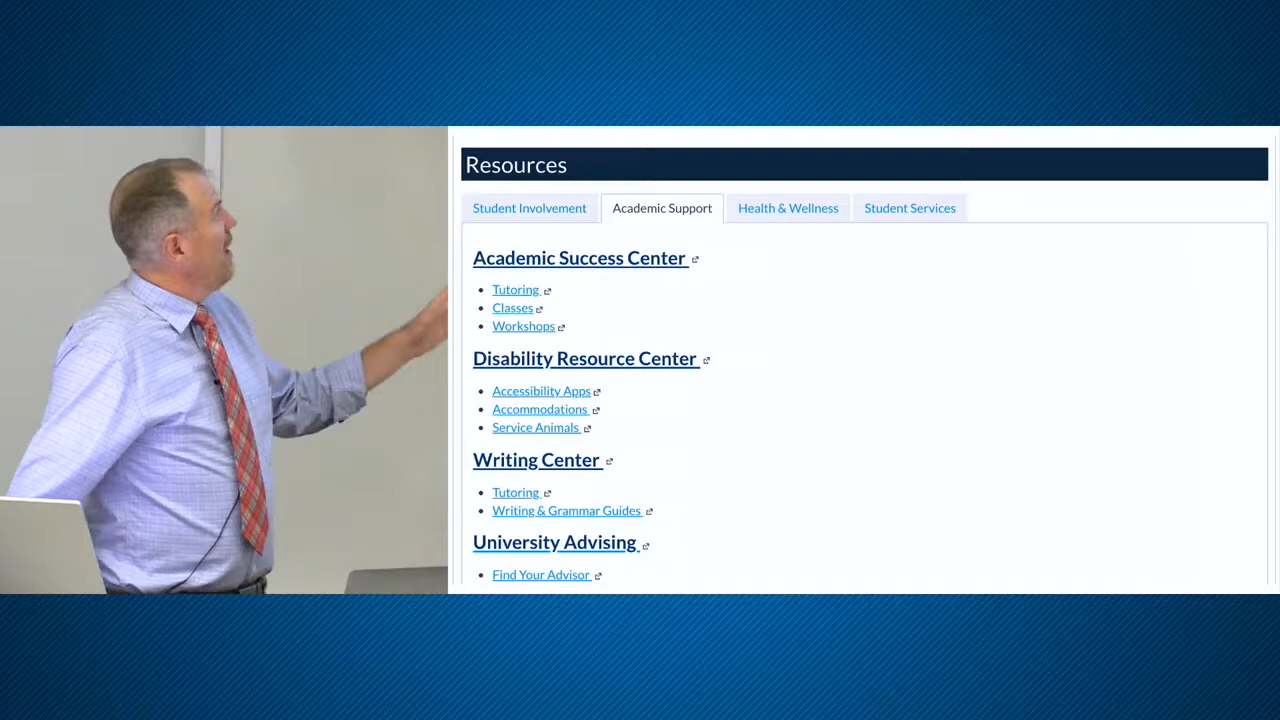 Resources
Student Involvement Academic Support Health & Wellness Student Services
Academic Success Center
Tutoring
Classes
Workshops
Disability Resource Center
Accessibility Apps
Accommodations
Service Animals
Writing Center
Tutoring
Writing & Grammar Guides
University Advising
Find Your Advisor